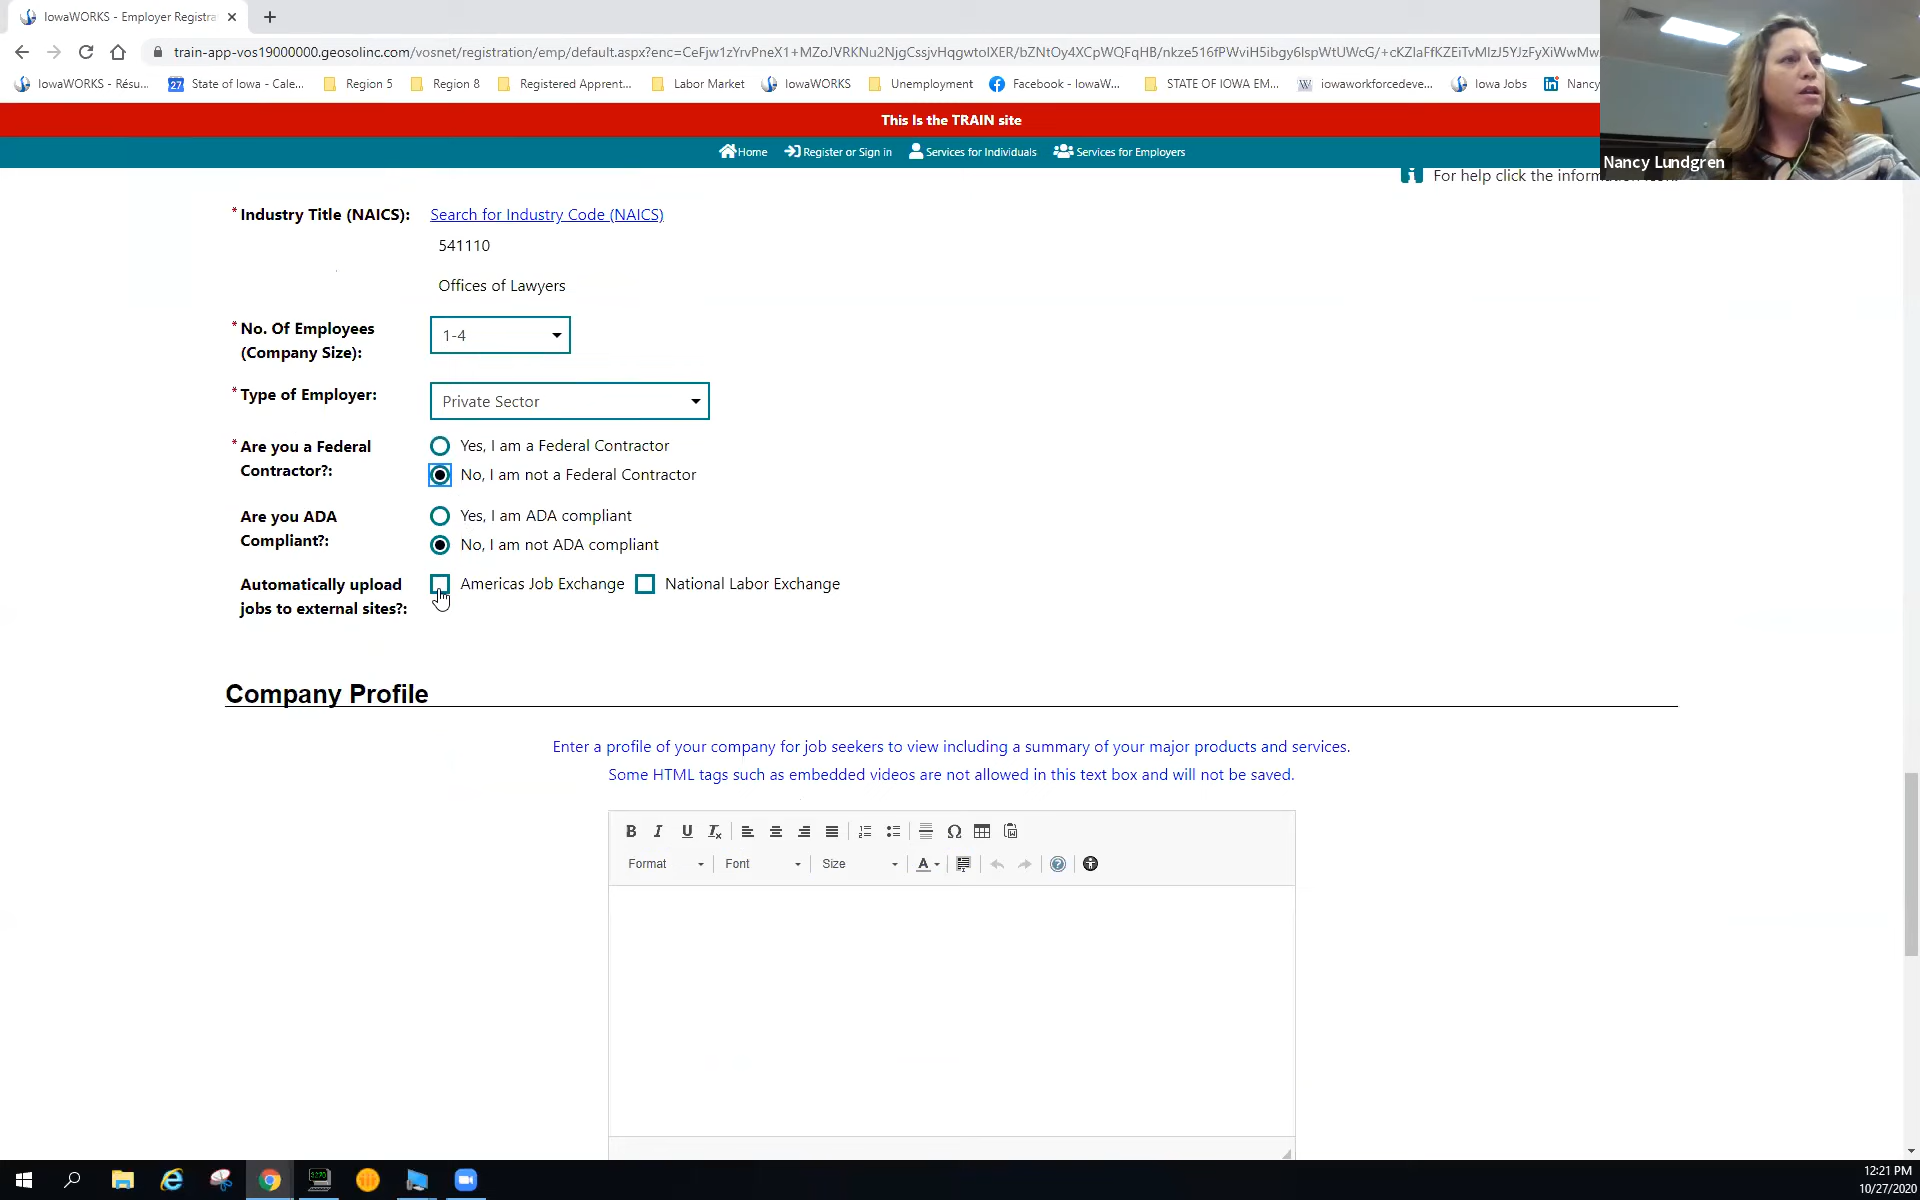 IowaWORKS - Employer Registra
train-app-vos19000000.geosolinc.com/vosnet/registration/emp/default.aspx?enc=CeFjw1zYrvPneX1+MZoJVRKNu2NjgCssjvHqgwtoIXER/bZNtOy4XCpWQFqHB/nkze516fPWviH5ibgy6lspWtUWcG/+cKZIaFfKZEiTvMIzJ5YJzFyXiWwMw
IowaWORKS - Résu... State of Iowa - Cale... Region 5 Region 8 Registered Apprent... Labor Market IowaWORKS Unemployment Facebook - IowaW... STATE OF IOWA EM... iowaworkforcedeve... Iowa Jobs Nancy
This Is the TRAIN site
Home Register or Sign in Services for Individuals Services for Employers
Nancy Lundgren
For help click the information icon.
* Industry Title (NAICS): Search for Industry Code (NAICS)
541110
Offices of Lawyers
* No. Of Employees (Company Size): 1-4
* Type of Employer: Private Sector
* Are you a Federal Contractor?: Yes, I am a Federal Contractor
No, I am not a Federal Contractor
Are you ADA Compliant?: Yes, I am ADA compliant
No, I am not ADA compliant
Automatically upload jobs to external sites?: Americas Job Exchange National Labor Exchange
Company Profile
Enter a profile of your company for job seekers to view including a summary of your major products and services.
Some HTML tags such as embedded videos are not allowed in this text box and will not be saved.
B I U Tx
Format Font Size A
12:21 PM
10/27/2020